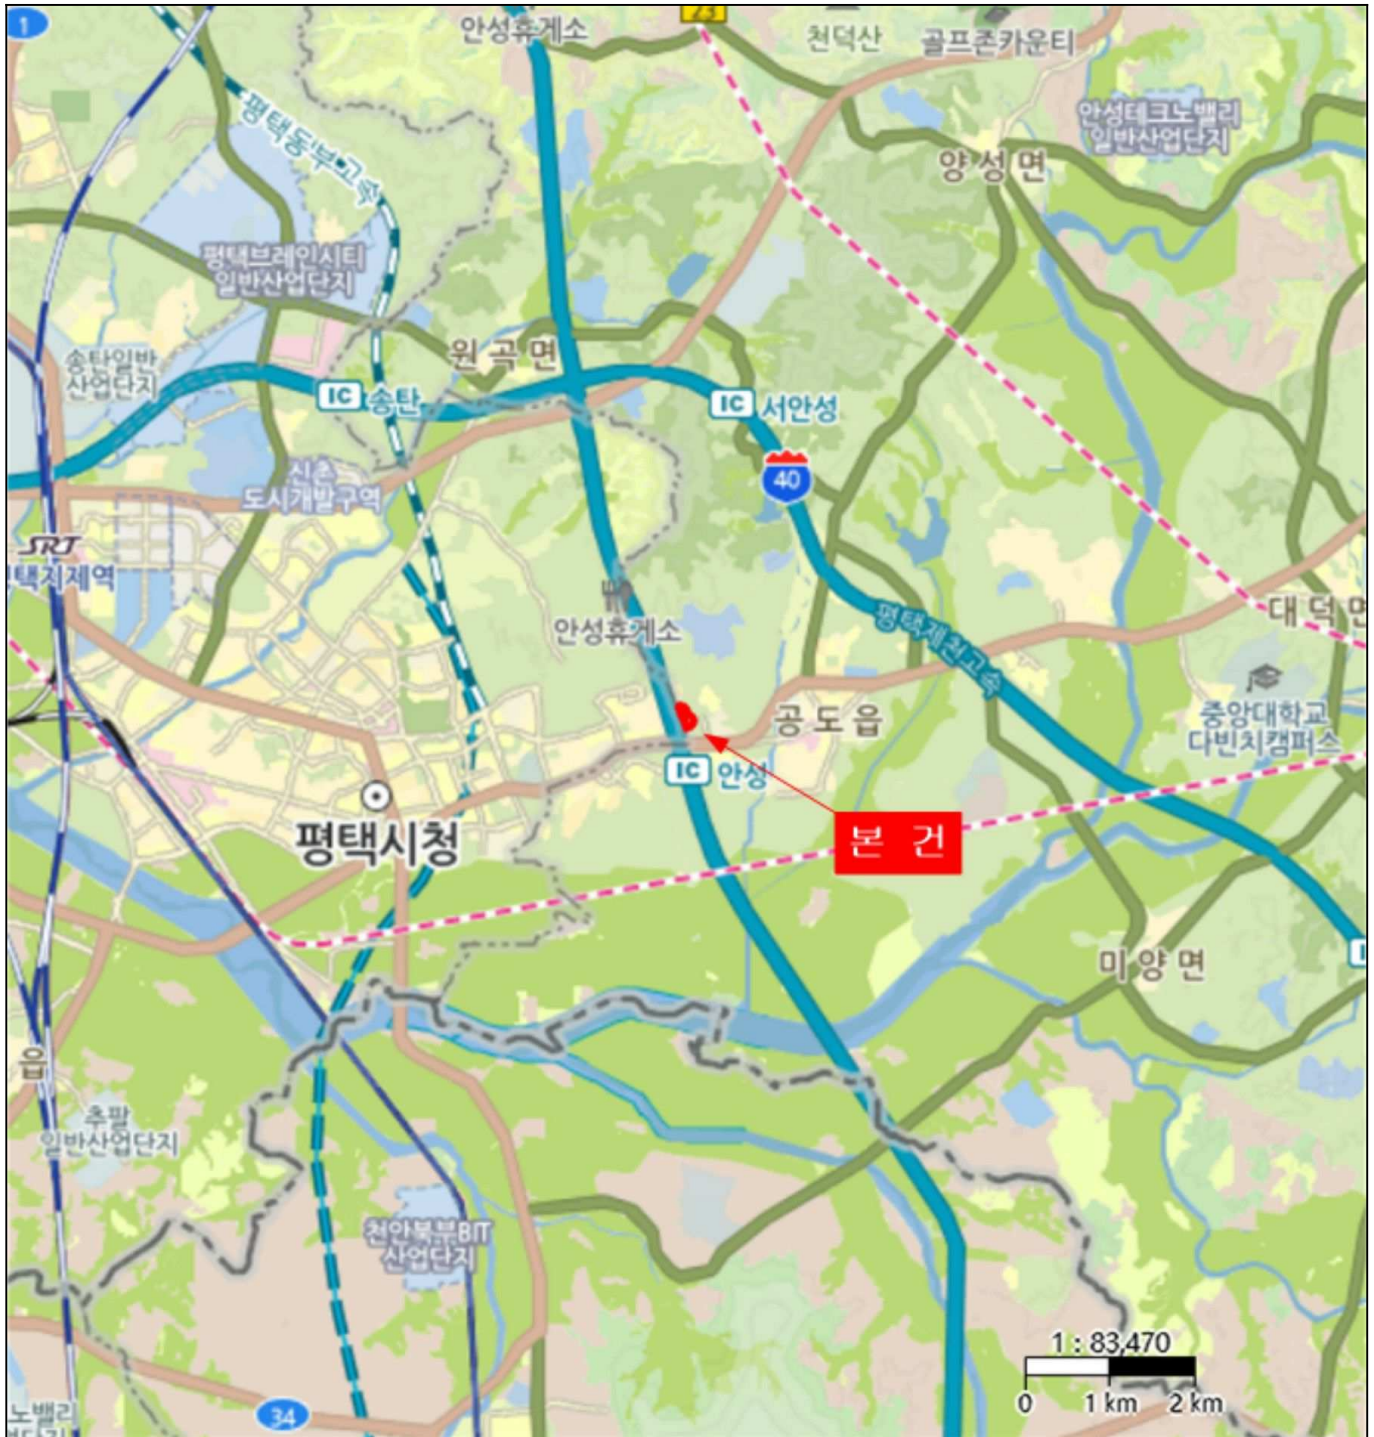 1
안성휴게소
23
천덕산
골프존카운티
안성테크노밸리
일반산업단지
평택동부고속
양성면
평택브레인시티
일반산업단지
원곡면
송탄일반
산업단지
IC 송탄
IC 서안성
40
신촌
도시개발구역
SRT
택지제역
안성휴게소
평택제천고속
대덕면
중앙대학교
다빈치캠퍼스
공도읍
IC 안성
본 건
평택시청
미양면
읍
추팔
일반산업단지
천안북부BIT
산업단지
1 : 83,470
0 1 km 2 km
34
노밸리